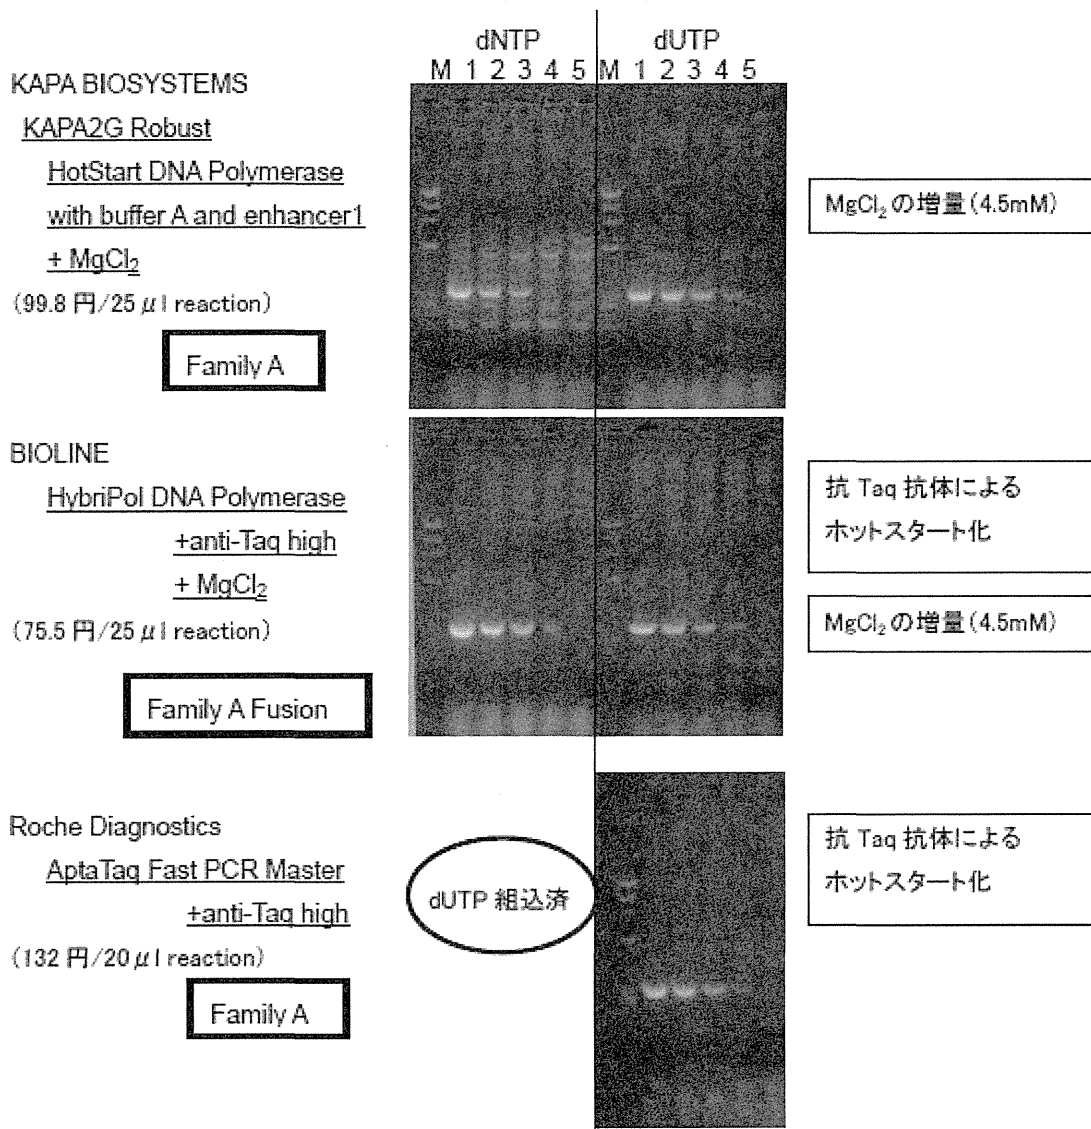 dNTP dUTP
M 1 2 3 4 5 M 1 2 3 4 5
KAPA BIOSYSTEMS
KAPA2G Robust
HotStart DNA Polymerase
with buffer A and enhancer1
+ MgCl₂
(99.8 円/25 μl reaction)
Family A
MgCl₂の増量(4.5mM)
BIOLINE
HybriPol DNA Polymerase
+anti-Taq high
+ MgCl₂
(75.5 円/25 μl reaction)
Family A Fusion
抗 Taq 抗体による
ホットスタート化
MgCl₂の増量(4.5mM)
Roche Diagnostics
AptaTaq Fast PCR Master
+anti-Taq high
(132 円/20 μl reaction)
Family A
dUTP 組込済
抗 Taq 抗体による
ホットスタート化